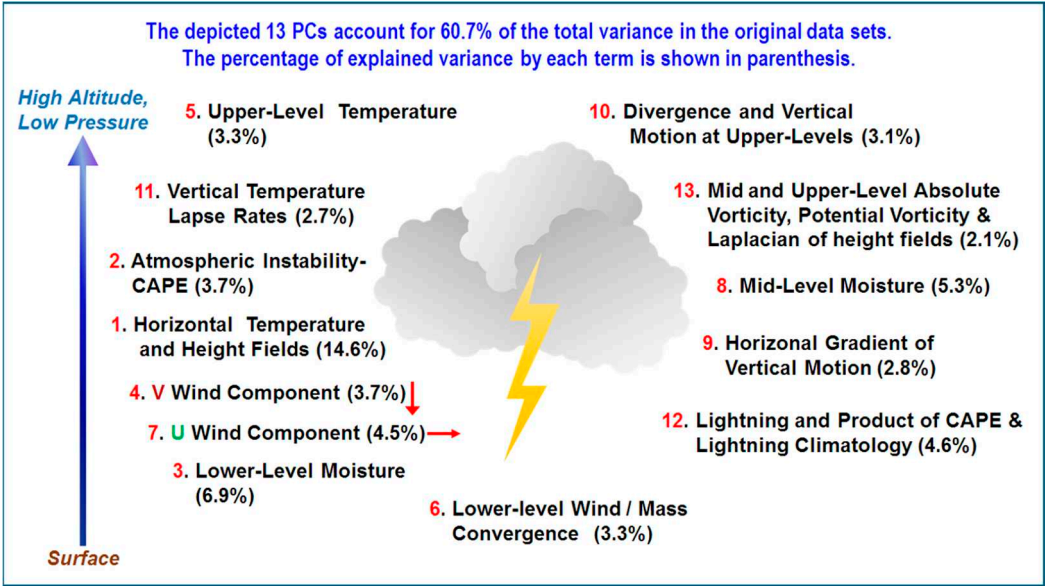 The depicted 13 PCs account for 60.7% of the total variance in the original data sets.
The percentage of explained variance by each term is shown in parenthesis.
High Altitude,
Low Pressure
5. Upper-Level Temperature
(3.3%)
10. Divergence and Vertical
Motion at Upper-Levels (3.1%)
11. Vertical Temperature
Lapse Rates (2.7%)
13. Mid and Upper-Level Absolute
Vorticity, Potential Vorticity &
Laplacian of height fields (2.1%)
2. Atmospheric Instability-
CAPE (3.7%)
8. Mid-Level Moisture (5.3%)
1. Horizontal Temperature
and Height Fields (14.6%)
9. Horizonal Gradient of
Vertical Motion (2.8%)
4. V Wind Component (3.7%)
7. U Wind Component (4.5%)
12. Lightning and Product of CAPE &
Lightning Climatology (4.6%)
3. Lower-Level Moisture
(6.9%)
6. Lower-level Wind / Mass
Convergence (3.3%)
Surface